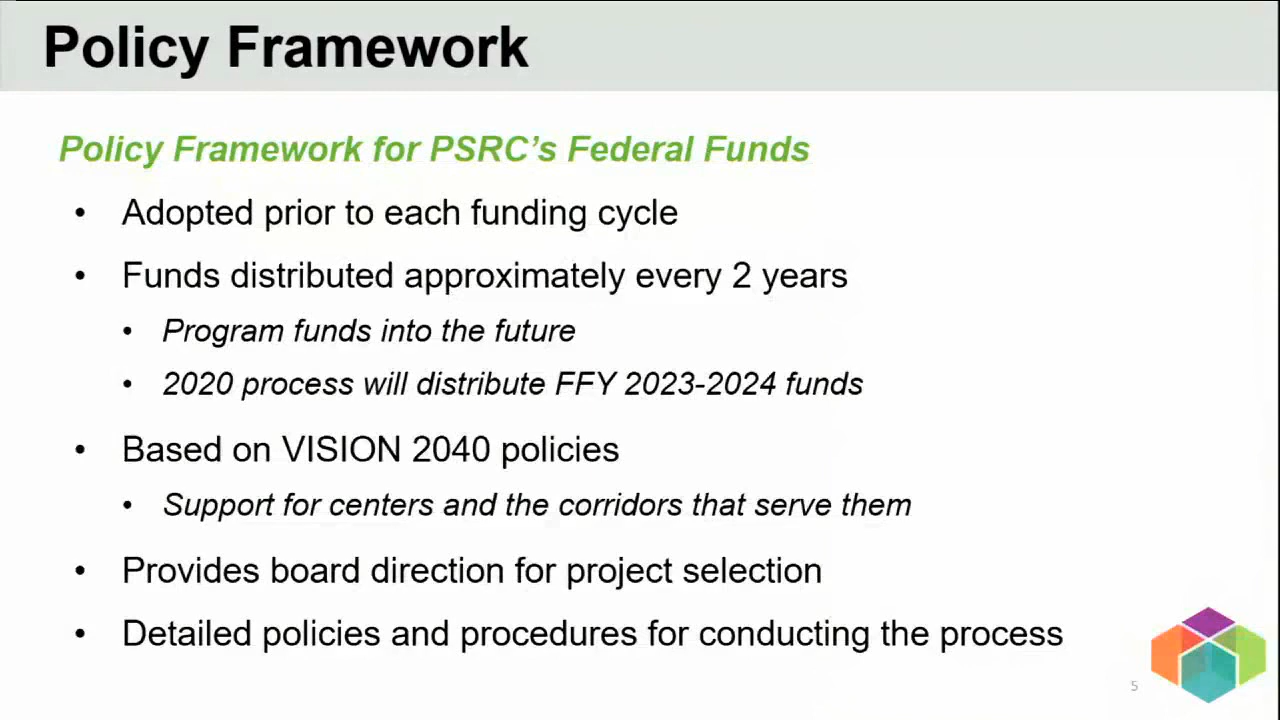 Policy Framework
Policy Framework for PSRC’s Federal Funds
• Adopted prior to each funding cycle
• Funds distributed approximately every 2 years
• Program funds into the future
• 2020 process will distribute FFY 2023-2024 funds
• Based on VISION 2040 policies
• Support for centers and the corridors that serve them
• Provides board direction for project selection
• Detailed policies and procedures for conducting the process
5